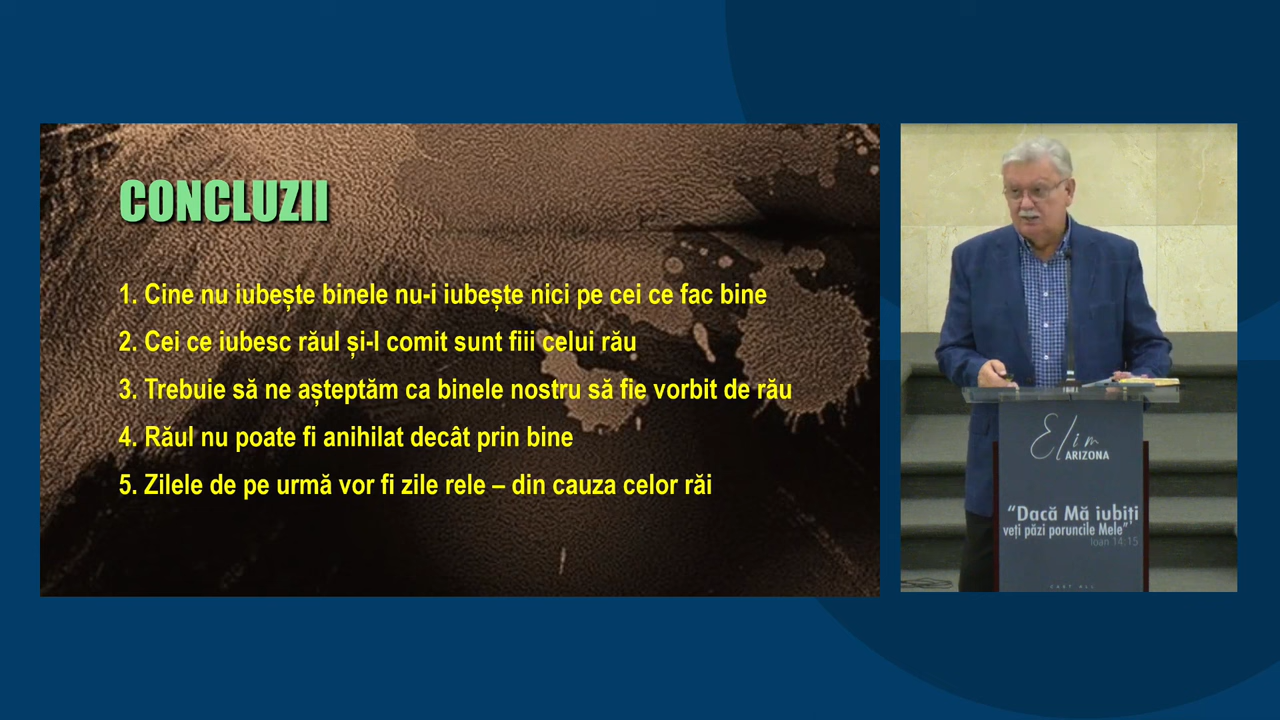 CONCLUZII
1. Cine nu iubește binele nu-i iubește nici pe cei ce fac bine
2. Cei ce iubesc răul și-l comit sunt fiii celui rău
3. Trebuie să ne așteptăm ca binele nostru să fie vorbit de rău
4. Răul nu poate fi anihilat decât prin bine
5. Zilele de pe urmă vor fi zile rele – din cauza celor răi
Elim
ARIZONA
“Dacă Mă iubiți
veți păzi poruncile Mele”
Ioan 14:15